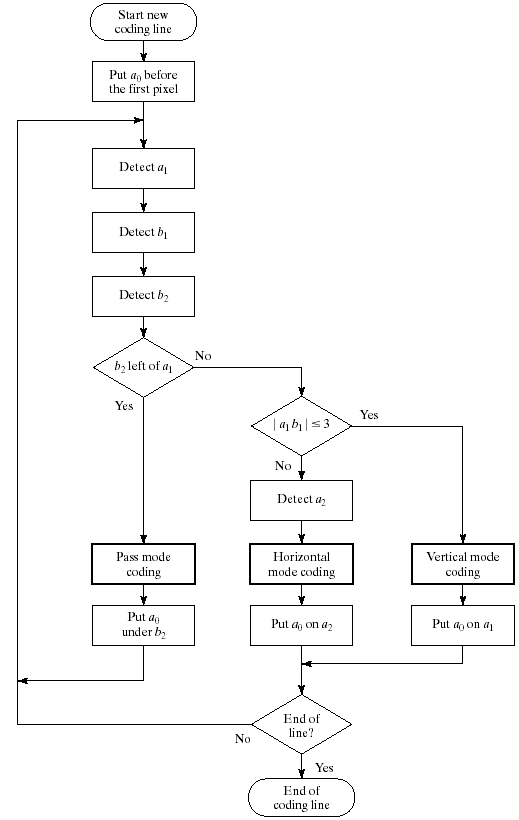 Start new
coding line
Put a₀ before
the first pixel
Detect a₁
Detect b₁
Detect b₂
b₂ left of a₁
No
Yes
| a₁b₁ | ≤ 3
Yes
No
Detect a₂
Pass mode
coding
Horizontal
mode coding
Vertical mode
coding
Put a₀
under b₂
Put a₀ on a₂
Put a₀ on a₁
End of
line?
No
Yes
End of
coding line